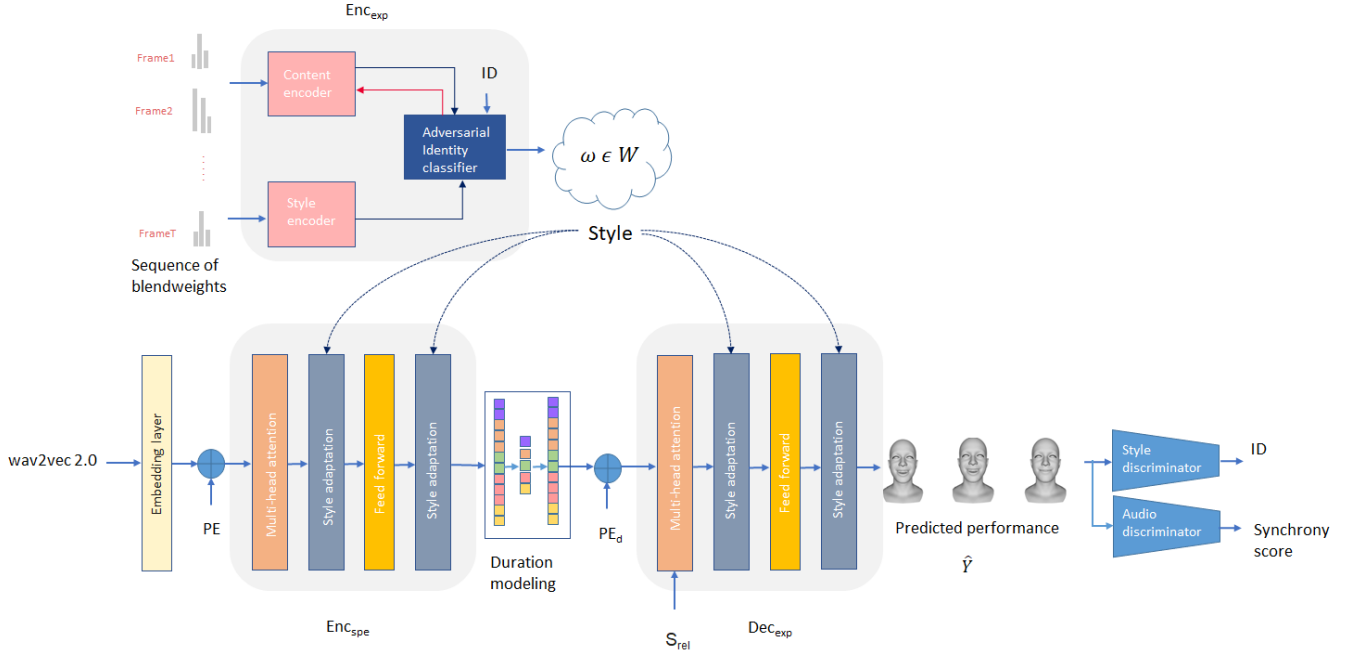 Enc_exp
Frame1
Frame2
FrameT
Sequence of
blendweights
Content
encoder
Style
encoder
ID
Adversarial
Identity
classifier
ω ϵ W
Style
wav2vec 2.0
Embedding layer
PE
Multi-head attention
Style adaptation
Feed forward
Style adaptation
Enc_spe
Duration
modeling
PE_d
Multi-head attention
Style adaptation
Feed forward
Style adaptation
S_rel
Dec_exp
Predicted performance
Ŷ
Style
discriminator
ID
Audio
discriminator
Synchrony
score